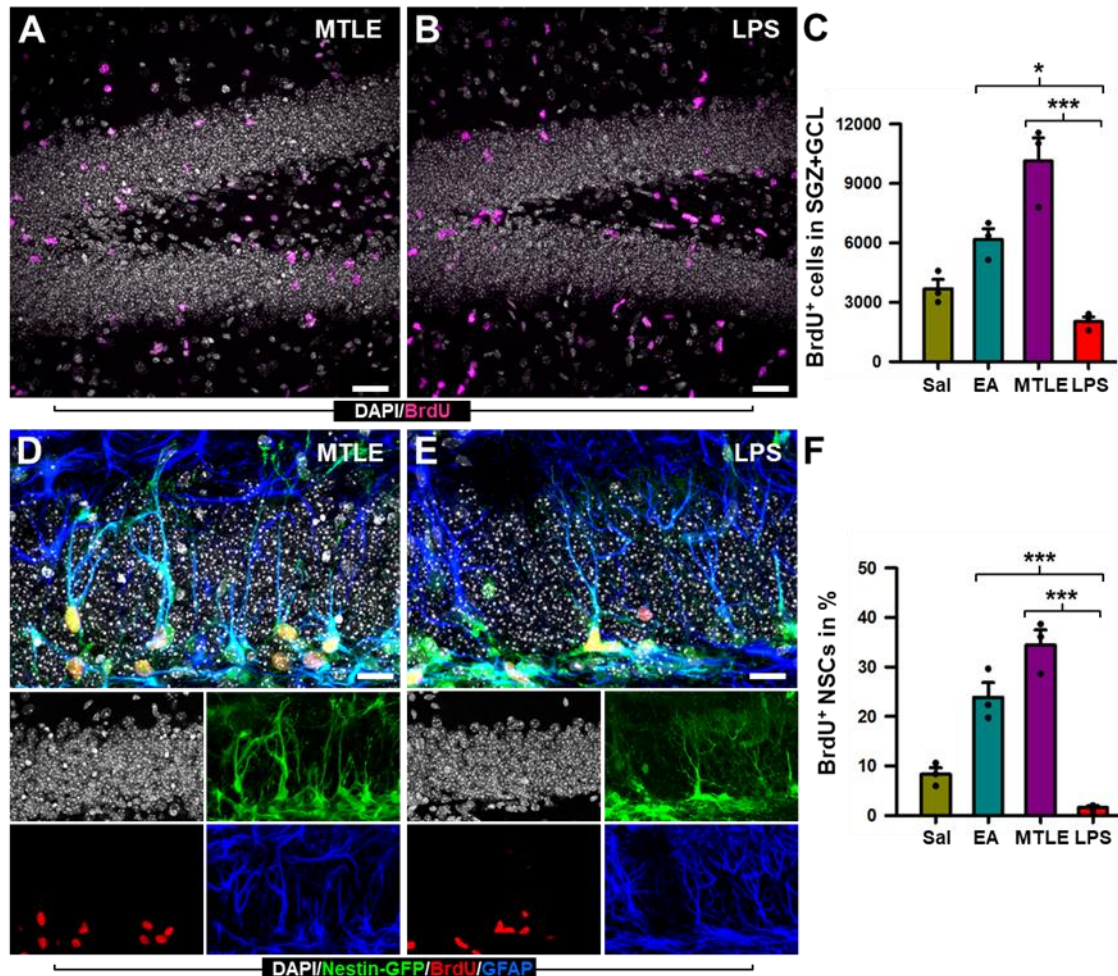 A MTLE
B LPS
C
*
***
BrdU⁺ cells in SGZ+GCL
12000
9000
6000
3000
0
Sal EA MTLE LPS
DAPI/BrdU
D MTLE
E LPS
F
***
***
BrdU⁺ NSCs in %
50
40
30
20
10
0
Sal EA MTLE LPS
DAPI/Nestin-GFP/BrdU/GFAP